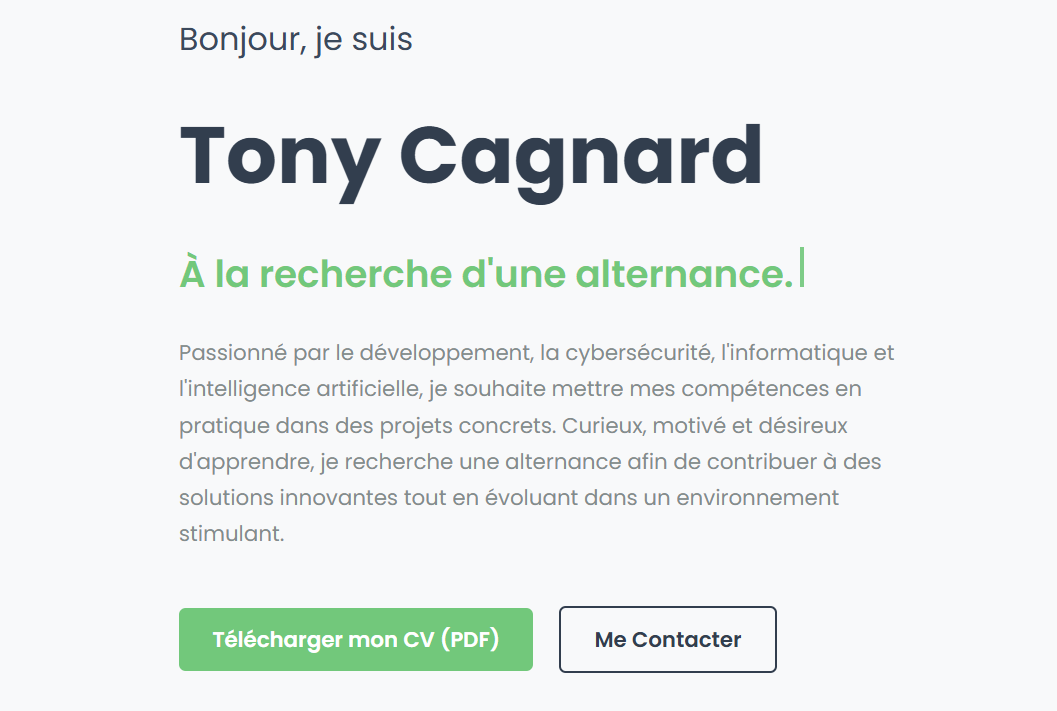 Bonjour, je suis
Tony Cagnard
À la recherche d'une alternance.
Passionné par le développement, la cybersécurité, l'informatique et
l'intelligence artificielle, je souhaite mettre mes compétences en
pratique dans des projets concrets. Curieux, motivé et désireux
d'apprendre, je recherche une alternance afin de contribuer à des
solutions innovantes tout en évoluant dans un environnement
stimulant.
Télécharger mon CV (PDF)
Me Contacter